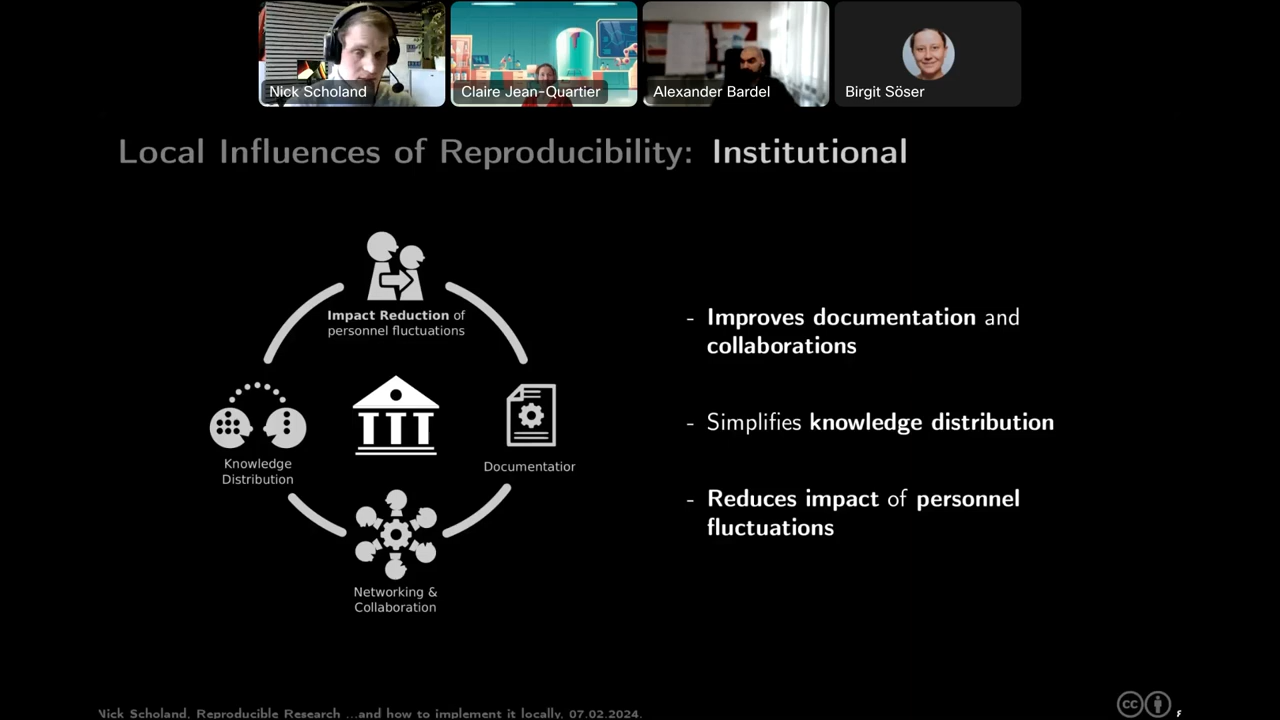 Nick Scholand
Claire Jean-Quartier
Alexander Bardel
Birgit Söser
Local Influences of Reproducibility: Institutional
Impact Reduction of
personnel fluctuations
Knowledge
Distribution
Documentation
Networking &
Collaboration
- Improves documentation and
collaborations
- Simplifies knowledge distribution
- Reduces impact of personnel
fluctuations
Nick Scholand, Reproducible Research ...and how to implement it locally, 07.02.2024.
cc